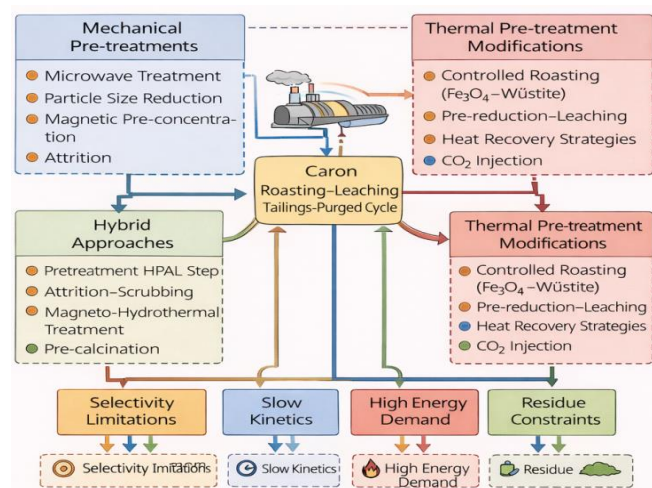 Mechanical
Pre-treatments
Microwave Treatment
Particle Size Reduction
Magnetic Pre-concentra-
tion
Attrition
Thermal Pre-treatment
Modifications
Controlled Roasting
(Fe₃O₄–Wüstite)
Pre-reduction–Leaching
Heat Recovery Strategies
CO₂ Injection
Caron
Roasting–Leaching
Tailings-Purged Cycle
Hybrid
Approaches
Pretreatment HPAL Step
Attrition–Scrubbing
Magneto-Hydrothermal
Treatment
Pre-calcination
Thermal Pre-treatment
Modifications
Controlled Roasting
(Fe₃O₄–Wüstite)
Pre-reduction–Leaching
Heat Recovery Strategies
CO₂ Injection
Selectivity
Limitations
Slow
Kinetics
High Energy
Demand
Residue
Constraints
Selectivity
Slow Kinetics
High Energy
Demand
Residue